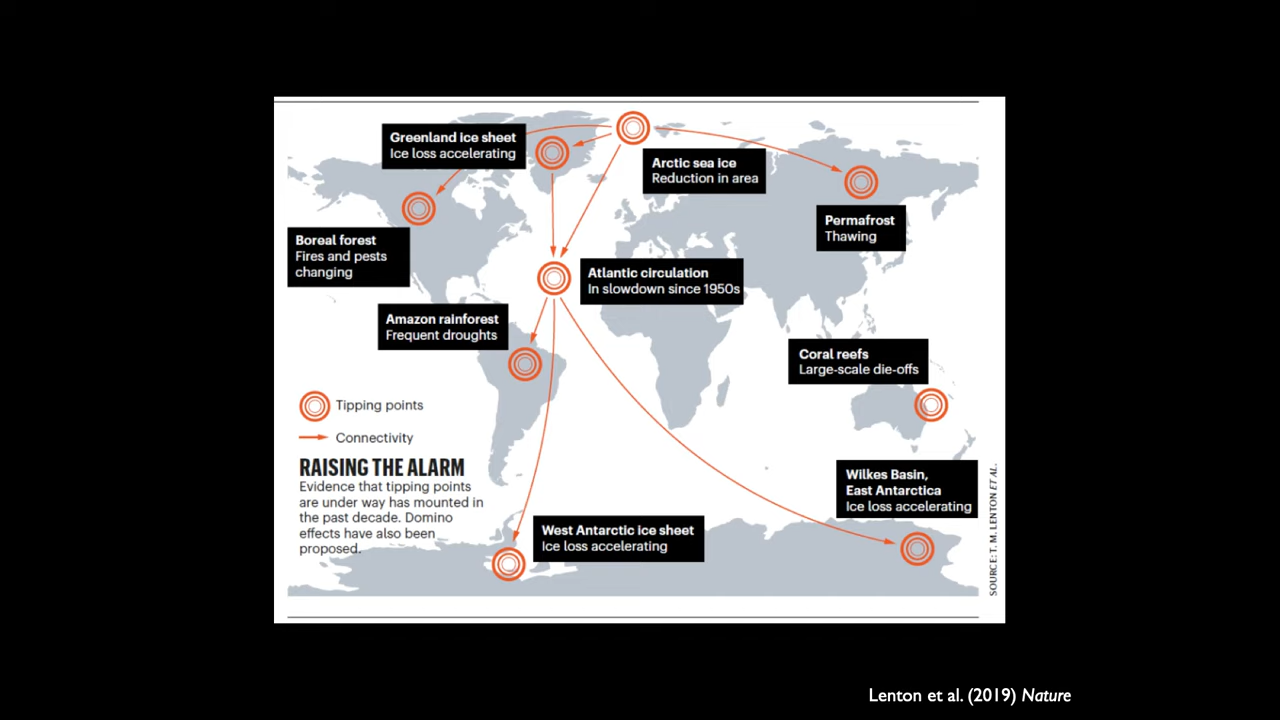 Greenland ice sheet
Ice loss accelerating
Arctic sea ice
Reduction in area
Permafrost
Thawing
Boreal forest
Fires and pests
changing
Atlantic circulation
In slowdown since 1950s
Amazon rainforest
Frequent droughts
Coral reefs
Large-scale die-offs
Tipping points
Connectivity
RAISING THE ALARM
Evidence that tipping points
are under way has mounted in
the past decade. Domino
effects have also been
proposed.
Wilkes Basin,
East Antarctica
Ice loss accelerating
West Antarctic ice sheet
Ice loss accelerating
SOURCE: T. M. LENTON ET AL.
Lenton et al. (2019) Nature